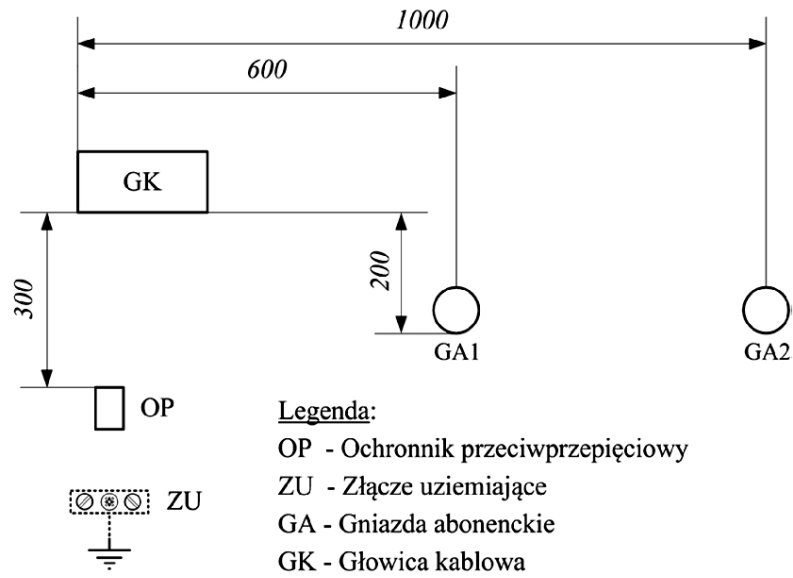 1000
600
GK
300
200
GA1
GA2
OP
ZU
Legenda:
OP - Ochronnik przeciwprzepięciowy
ZU - Złącze uziemiające
GA - Gniazda abonenckie
GK - Głowica kablowa